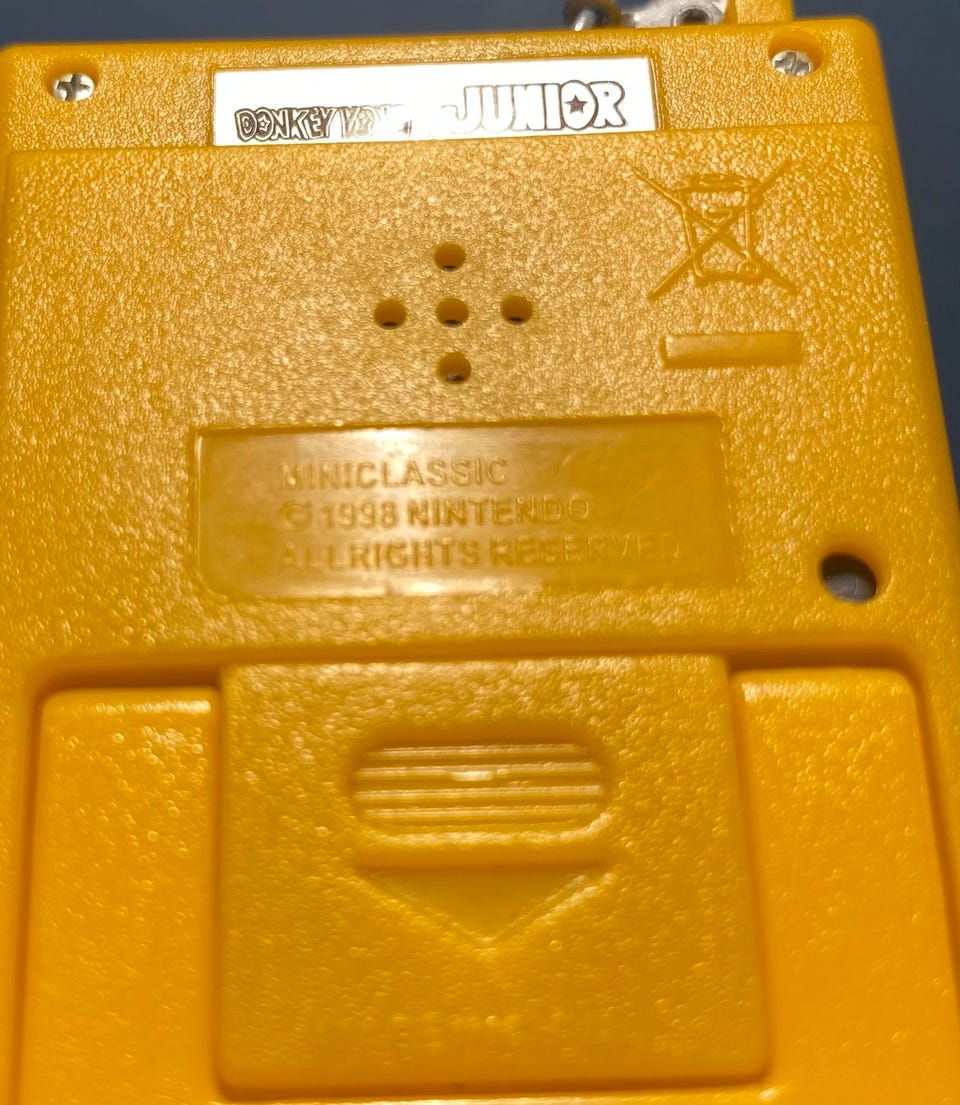 DONKEY KONG JUNIOR
MINICLASSIC
© 1998 NINTENDO
ALLRIGHTS RESERVED